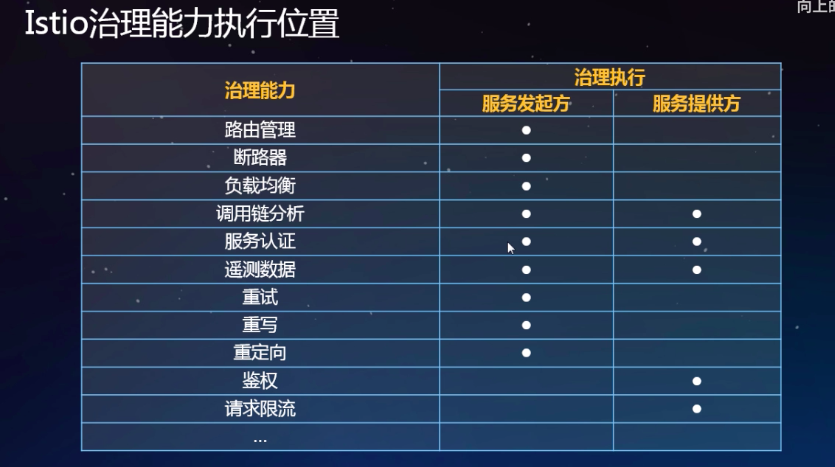 向上的
Istio治理能力执行位置
治理能力
治理执行
服务发起方
服务提供方
路由管理 ●
断路器 ●
负载均衡 ●
调用链分析 ● ●
服务认证 ● ●
遥测数据 ● ●
重试 ●
重写 ●
重定向 ●
鉴权 ●
请求限流 ●
...